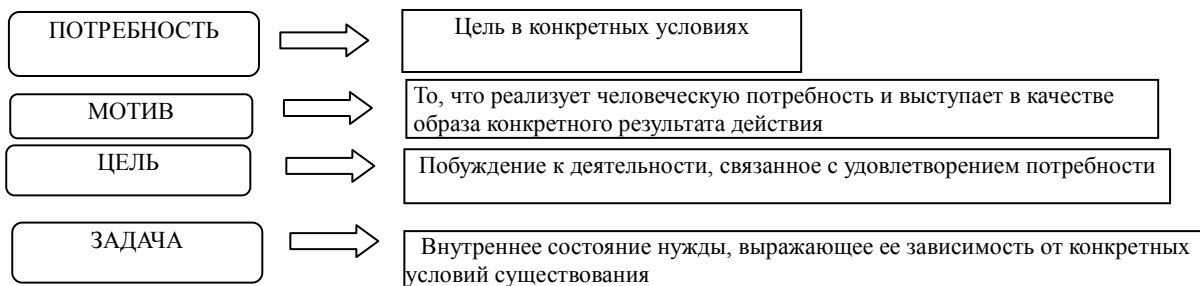 ПОТРЕБНОСТЬ
Цель в конкретных условиях
МОТИВ
То, что реализует человеческую потребность и выступает в качестве
образа конкретного результата действия
ЦЕЛЬ
Побуждение к деятельности, связанное с удовлетворением потребности
ЗАДАЧА
Внутреннее состояние нужды, выражающее ее зависимость от конкретных
условий существования